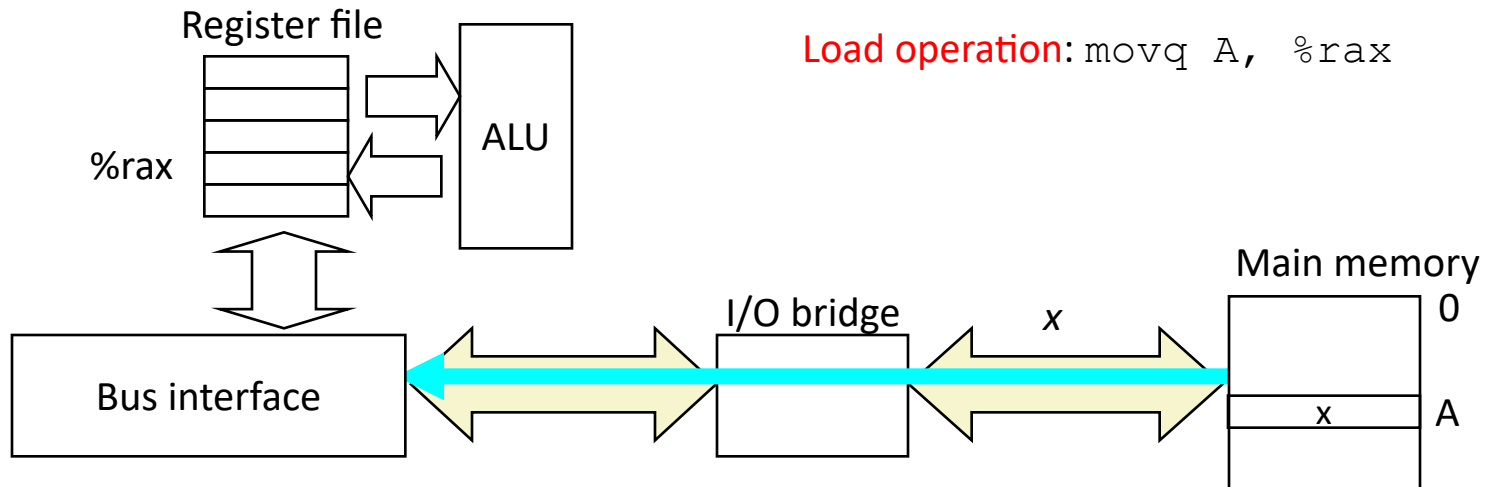 Register file
Load operation: movq A, %rax
ALU
%rax
Main memory
0
I/O bridge
x
Bus interface
x
A